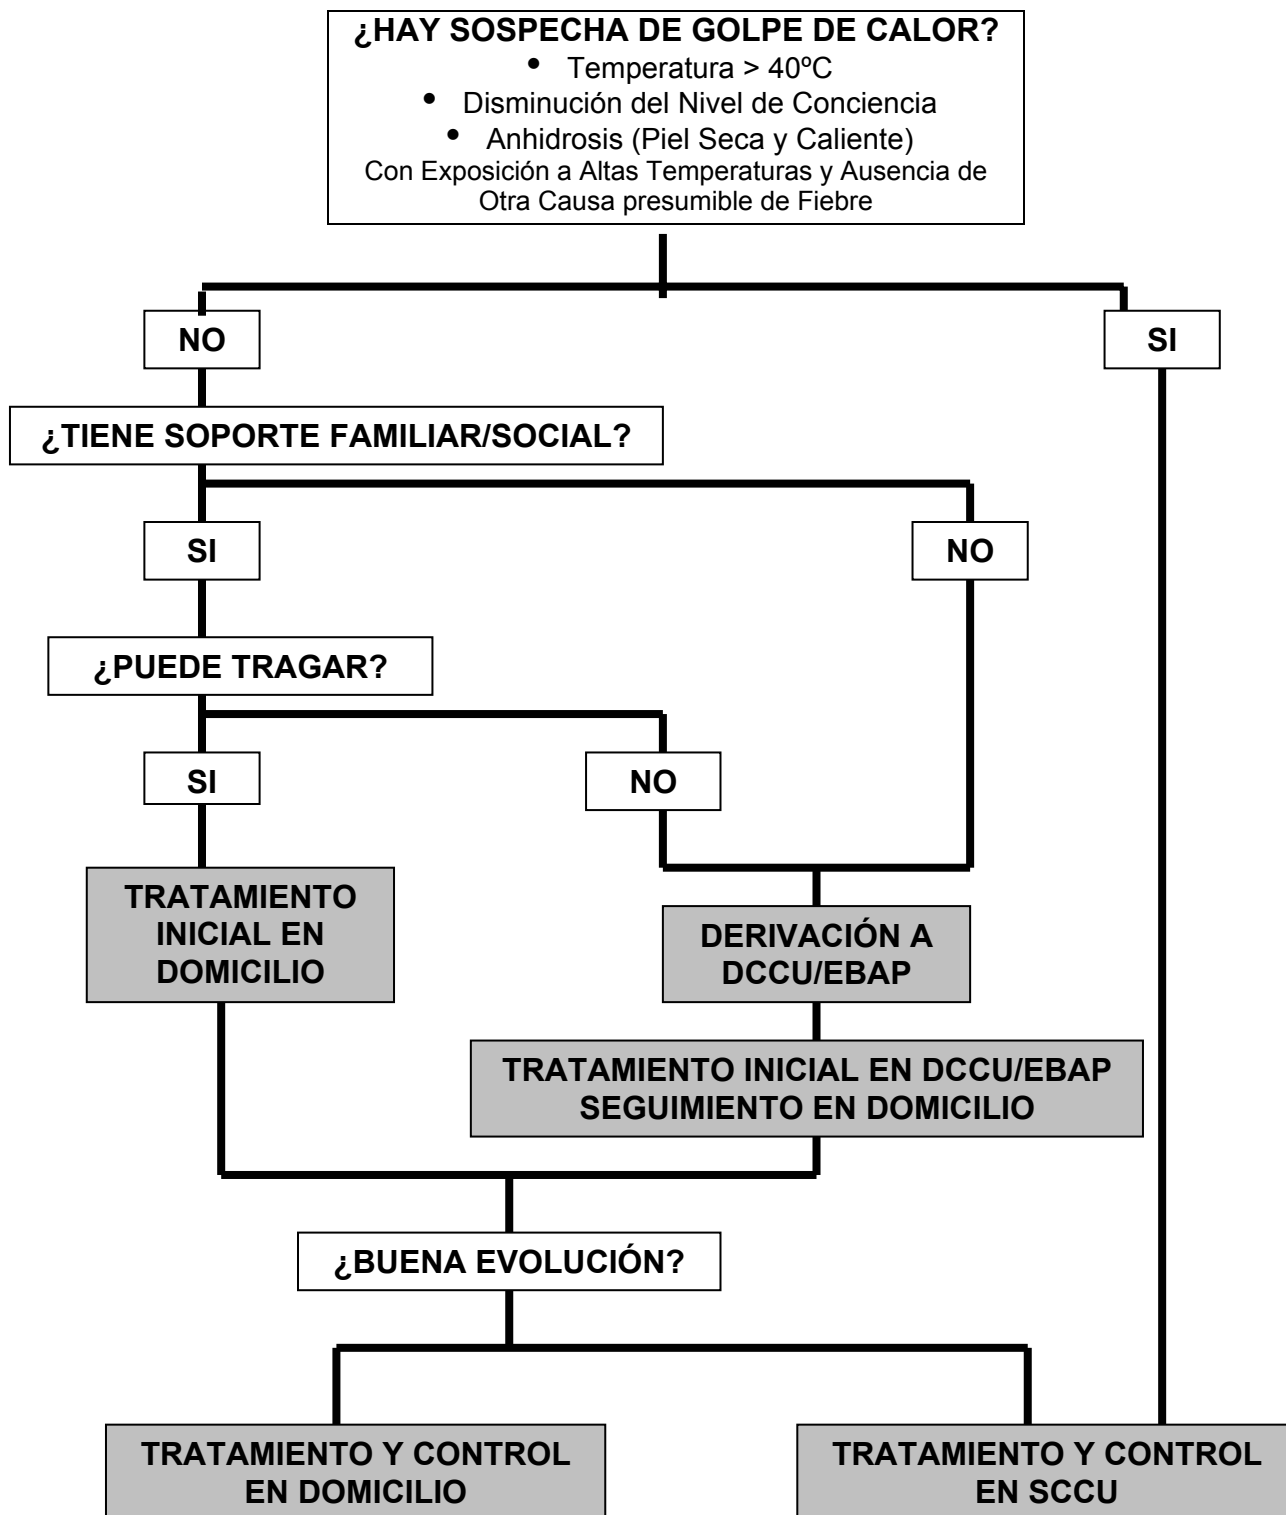 ¿HAY SOSPECHA DE GOLPE DE CALOR?
• Temperatura > 40ºC
• Disminución del Nivel de Conciencia
• Anhidrosis (Piel Seca y Caliente)
Con Exposición a Altas Temperaturas y Ausencia de
Otra Causa presumible de Fiebre
NO
SI
¿TIENE SOPORTE FAMILIAR/SOCIAL?
SI
NO
¿PUEDE TRAGAR?
SI
NO
TRATAMIENTO
INICIAL EN
DOMICILIO
DERIVACIÓN A
DCCU/EBAP
TRATAMIENTO INICIAL EN DCCU/EBAP
SEGUIMIENTO EN DOMICILIO
¿BUENA EVOLUCIÓN?
TRATAMIENTO Y CONTROL
EN DOMICILIO
TRATAMIENTO Y CONTROL
EN SCCU